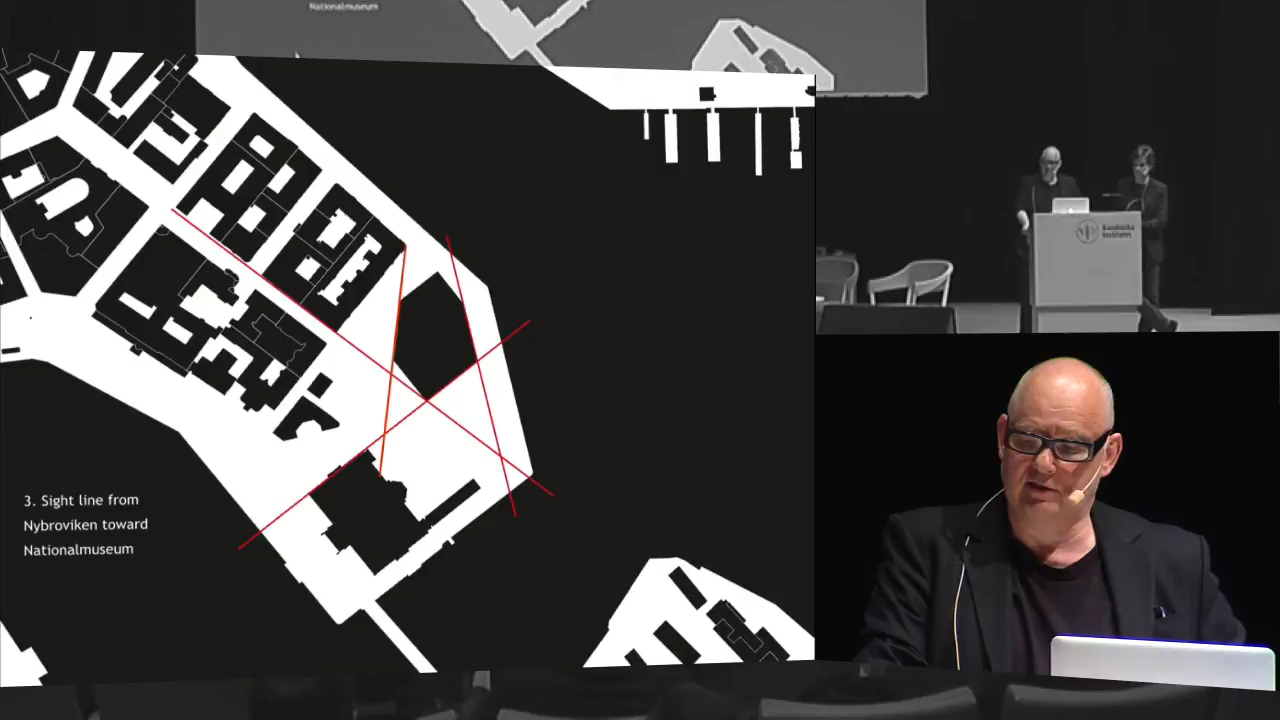 Nationalmuseum
3. Sight line from
Nybroviken toward
Nationalmuseum
Karolinska
Institutet